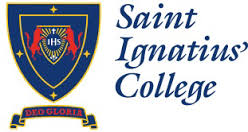 IHS
DEO GLORIA
Saint
Ignatius'
College